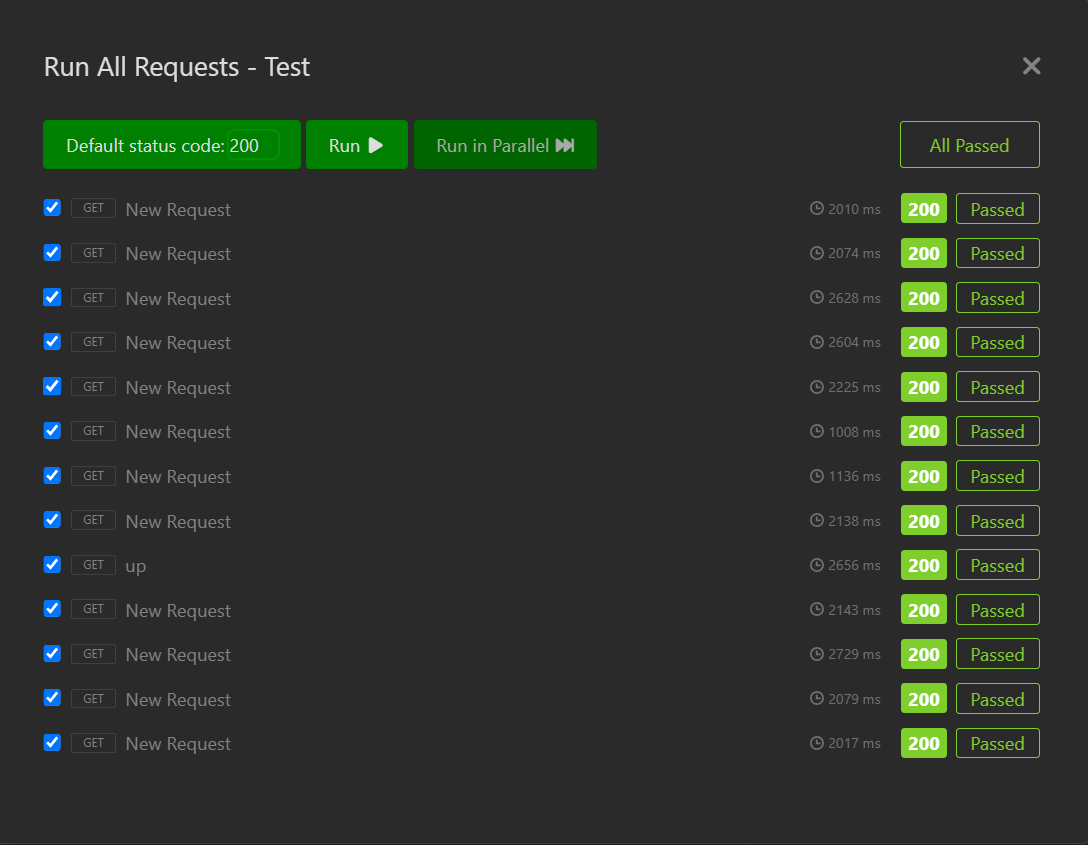 Run All Requests - Test
Default status code: 200 Run Run in Parallel All Passed
GET New Request 2010 ms 200 Passed
GET New Request 2074 ms 200 Passed
GET New Request 2628 ms 200 Passed
GET New Request 2604 ms 200 Passed
GET New Request 2225 ms 200 Passed
GET New Request 1008 ms 200 Passed
GET New Request 1136 ms 200 Passed
GET New Request 2138 ms 200 Passed
GET up 2656 ms 200 Passed
GET New Request 2143 ms 200 Passed
GET New Request 2729 ms 200 Passed
GET New Request 2079 ms 200 Passed
GET New Request 2017 ms 200 Passed